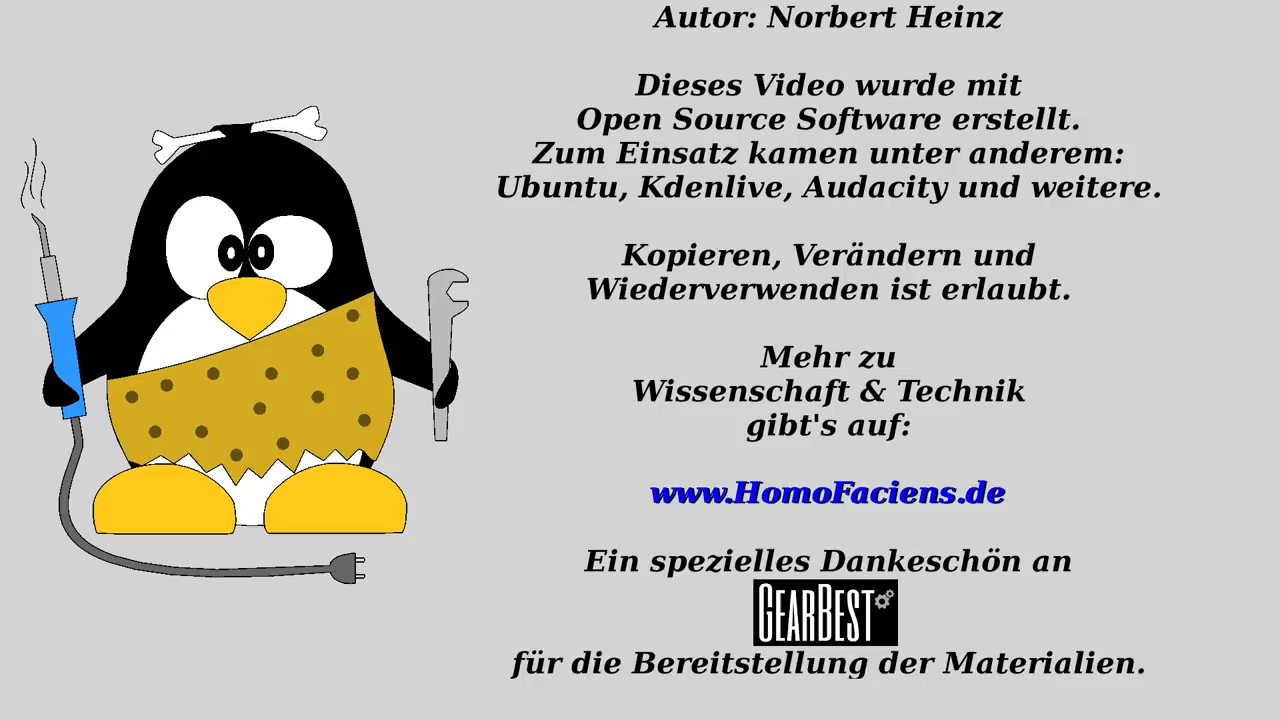 Autor: Norbert Heinz
Dieses Video wurde mit
Open Source Software erstellt.
Zum Einsatz kamen unter anderem:
Ubuntu, Kdenlive, Audacity und weitere.
Kopieren, Verändern und
Wiederverwenden ist erlaubt.
Mehr zu
Wissenschaft & Technik
gibt's auf:
www.HomoFaciens.de
Ein spezielles Dankeschön an
GEARBEST
für die Bereitstellung der Materialien.